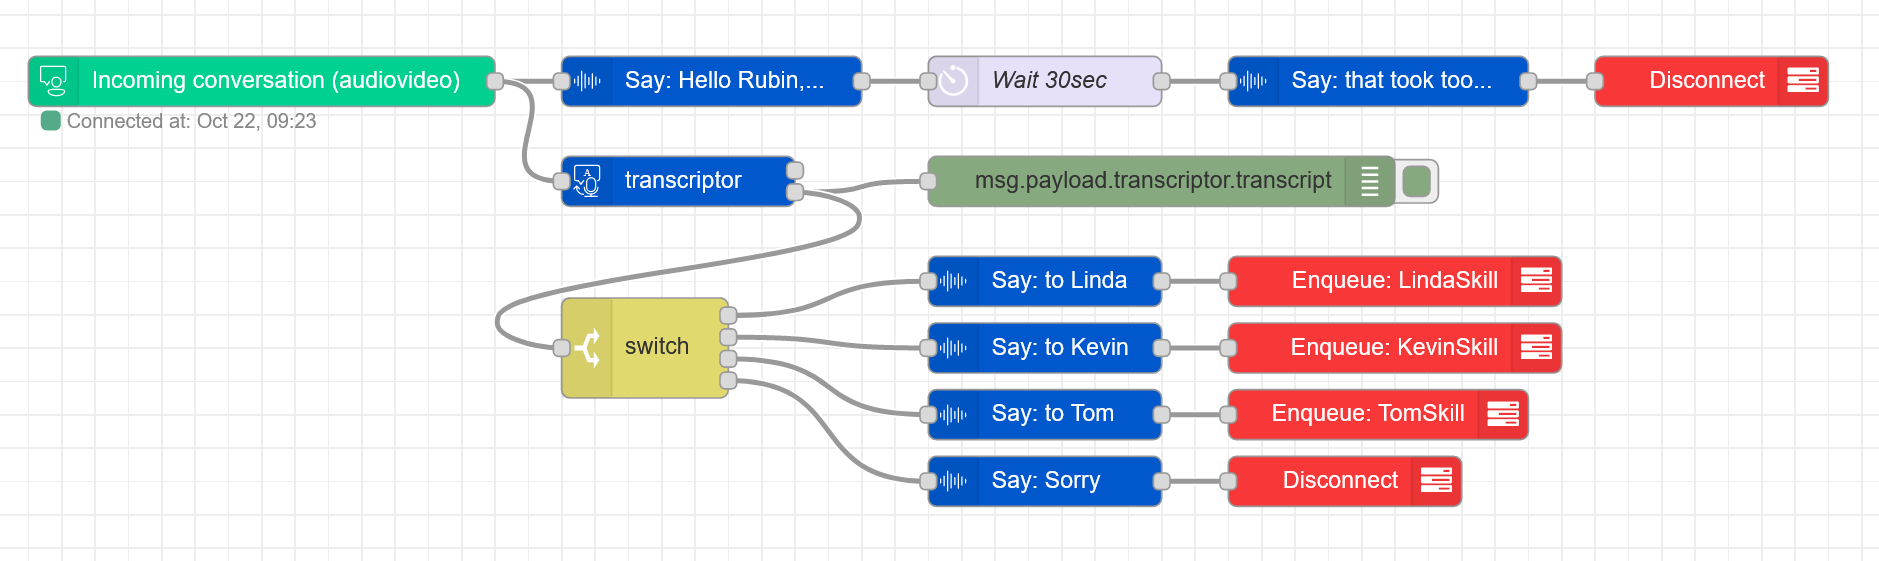 Incoming conversation (audiovideo)
Say: Hello Rubin,...
Wait 30sec
Say: that took too...
Disconnect
Connected at: Oct 22, 09:23
transcriptor
msg.payload.transcriptor.transcript
switch
Say: to Linda
Enqueue: LindaSkill
Say: to Kevin
Enqueue: KevinSkill
Say: to Tom
Enqueue: TomSkill
Say: Sorry
Disconnect